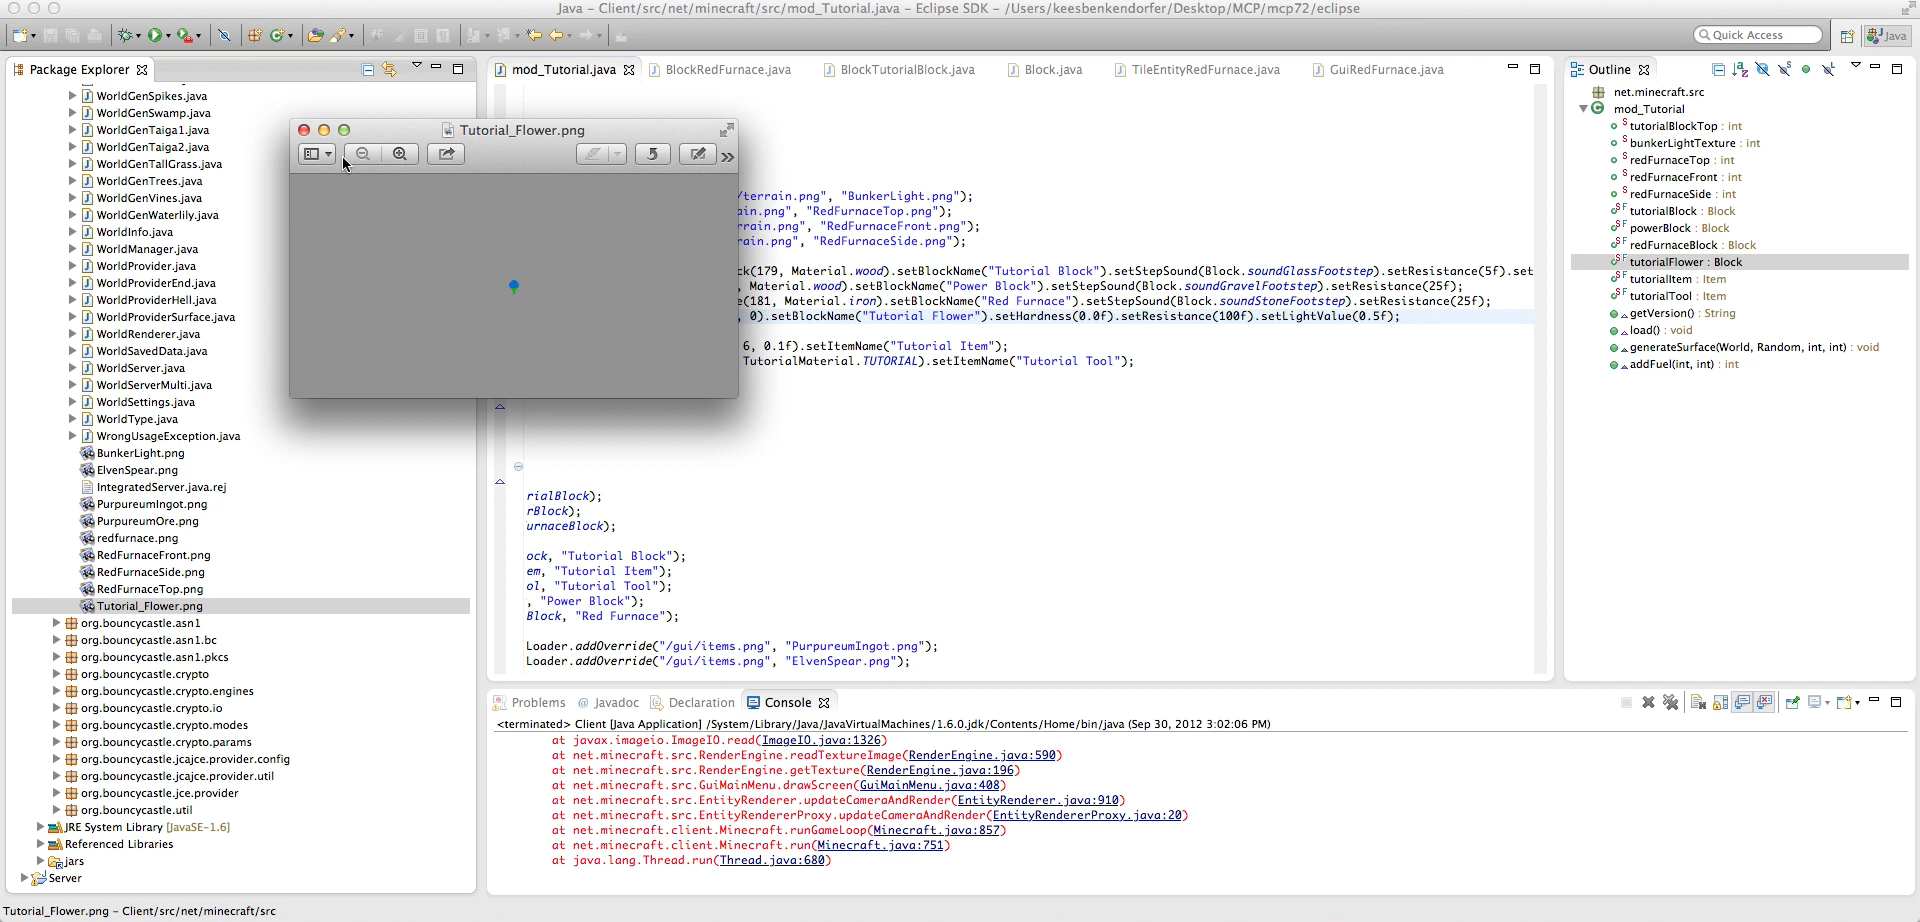 Java - Client/src/net/minecraft/src/mod_Tutorial.java - Eclipse SDK - /Users/keesbenkendorfer/Desktop/MCP/mcp72/eclipse
Quick Access
Java
Package Explorer
WorldGenSpikes.java
WorldGenSwamp.java
WorldGenTaiga1.java
WorldGenTaiga2.java
WorldGenTallGrass.java
WorldGenTrees.java
WorldGenVines.java
WorldGenWaterlily.java
WorldInfo.java
WorldManager.java
WorldProvider.java
WorldProviderEnd.java
WorldProviderHell.java
WorldProviderSurface.java
WorldRenderer.java
WorldSavedData.java
WorldServer.java
WorldServerMulti.java
WorldSettings.java
WorldType.java
WrongUsageException.java
BunkerLight.png
ElvenSpear.png
IntegratedServer.java.rej
PurpureumIngot.png
PurpureumOre.png
redfurnace.png
RedFurnaceFront.png
RedFurnaceSide.png
RedFurnaceTop.png
Tutorial_Flower.png
org.bouncycastle.asn1
org.bouncycastle.asn1.bc
org.bouncycastle.asn1.pkcs
org.bouncycastle.crypto
org.bouncycastle.crypto.engines
org.bouncycastle.crypto.io
org.bouncycastle.crypto.modes
org.bouncycastle.crypto.params
org.bouncycastle.jcajce.provider.config
org.bouncycastle.jcajce.provider.util
org.bouncycastle.jce.provider
org.bouncycastle.util
JRE System Library [JavaSE-1.6]
Referenced Libraries
jars
Server
Tutorial_Flower.png
mod_Tutorial.java BlockRedFurnace.java BlockTutorialBlock.java Block.java TileEntityRedFurnace.java GuiRedFurnace.java
/terrain.png", "BunkerLight.png");
ain.png", "RedFurnaceTop.png");
rain.png", "RedFurnaceFront.png");
rain.png", "RedFurnaceSide.png");
ck(179, Material.wood).setBlockName("Tutorial Block").setStepSound(Block.soundGlassFootstep).setResistance(5f).set
, Material.wood).setBlockName("Power Block").setStepSound(Block.soundGravelFootstep).setResistance(25f);
e(181, Material.iron).setBlockName("Red Furnace").setStepSound(Block.soundStoneFootstep).setResistance(25f);
, 0).setBlockName("Tutorial Flower").setHardness(0.0f).setResistance(100f).setLightValue(0.5f);
6, 0.1f).setItemName("Tutorial Item");
TutorialMaterial.TUTORIAL).setItemName("Tutorial Tool");
rialBlock);
rBlock);
urnaceBlock);
ock, "Tutorial Block");
em, "Tutorial Item");
ol, "Tutorial Tool");
, "Power Block");
Block, "Red Furnace");
Loader.addOverride("/gui/items.png", "PurpureumIngot.png");
Loader.addOverride("/gui/items.png", "ElvenSpear.png");
Outline
net.minecraft.src
mod_Tutorial
tutorialBlockTop : int
bunkerLightTexture : int
redFurnaceTop : int
redFurnaceFront : int
redFurnaceSide : int
tutorialBlock : Block
powerBlock : Block
redFurnaceBlock : Block
tutorialFlower : Block
tutorialItem : Item
tutorialTool : Item
getVersion() : String
load() : void
generateSurface(World, Random, int, int) : void
addFuel(int, int) : int
Problems @ Javadoc Declaration Console
<terminated> Client [Java Application] /System/Library/Java/JavaVirtualMachines/1.6.0.jdk/Contents/Home/bin/java (Sep 30, 2012 3:02:06 PM)
at javax.imageio.ImageIO.read(ImageIO.java:1326)
at net.minecraft.src.RenderEngine.readTextureImage(RenderEngine.java:590)
at net.minecraft.src.RenderEngine.getTexture(RenderEngine.java:196)
at net.minecraft.src.GuiMainMenu.drawScreen(GuiMainMenu.java:408)
at net.minecraft.src.EntityRenderer.updateCameraAndRender(EntityRenderer.java:910)
at net.minecraft.src.EntityRendererProxy.updateCameraAndRender(EntityRendererProxy.java:20)
at net.minecraft.client.Minecraft.runGameLoop(Minecraft.java:857)
at net.minecraft.client.Minecraft.run(Minecraft.java:751)
at java.lang.Thread.run(Thread.java:680)
Tutorial_Flower.png - Client/src/net/minecraft/src